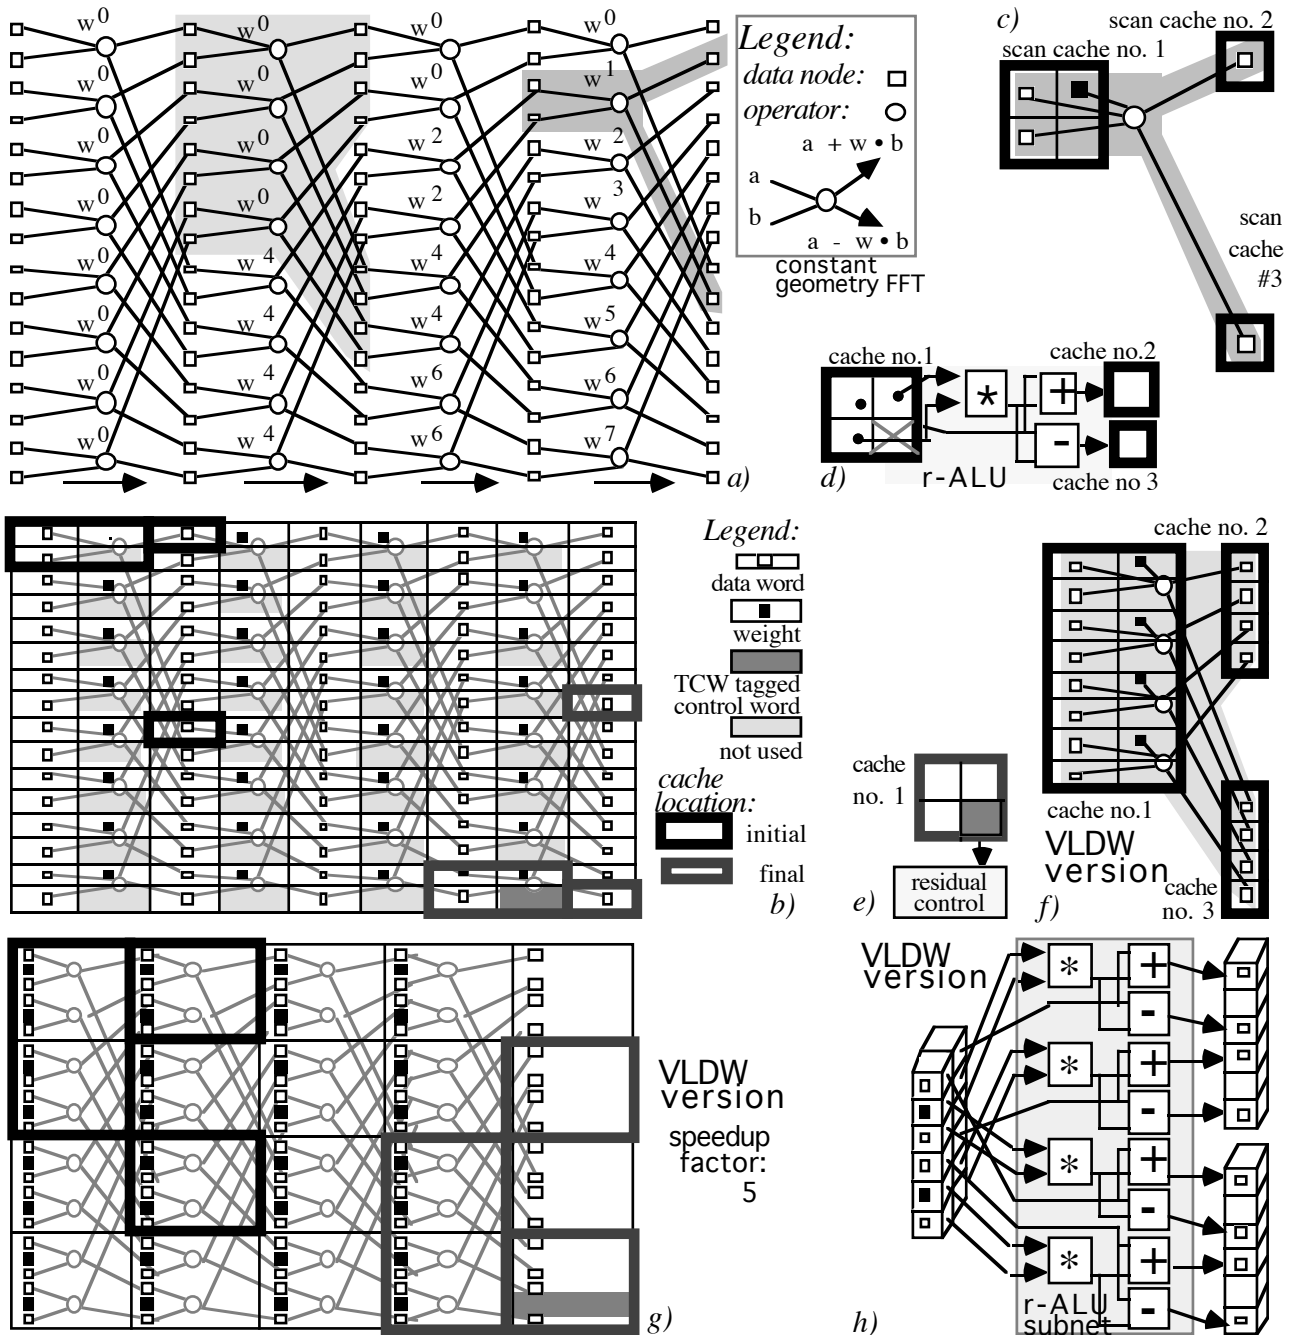 w0 w0 w0 w0
w0 w0 w0 w1
w0 w0 w2 w2
w0 w0 w2 w3
w0 w4 w4 w4
w0 w4 w4 w5
w0 w4 w6 w6
w0 w4 w6 w7
a)
Legend:
data node:
operator:
a + w • b
a
b
a - w • b
constant
geometry FFT
c)
scan cache no. 2
scan cache no. 1
scan
cache
#3
cache no.1
cache no.2
*
+
-
d)
r-ALU
cache no 3
Legend:
data word
weight
TCW tagged
control word
not used
cache
location:
initial
final
b)
cache
no. 1
residual
control
e)
cache no. 2
cache no.1
VLDW
version
cache
no. 3
f)
VLDW
version
speedup
factor:
5
g)
VLDW
version
*
+
-
*
+
-
*
+
-
*
+
-
r-ALU
subnet
h)